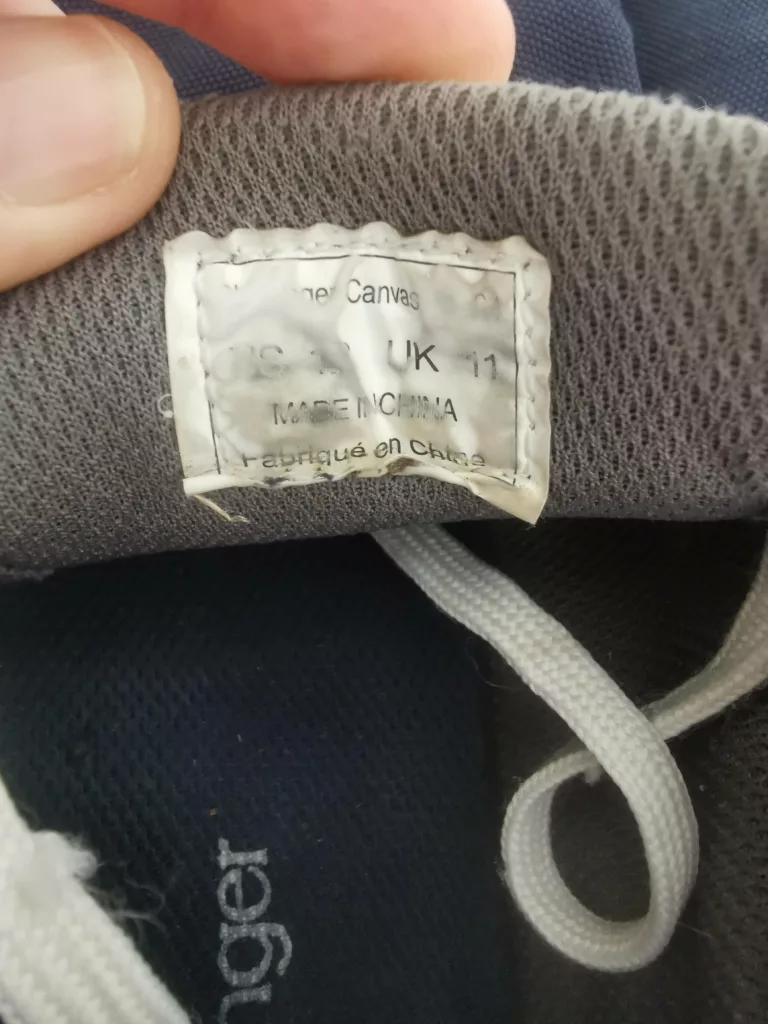 Canvas
UK 11
MADE IN CHINA
Fabriqué en Chine
nger